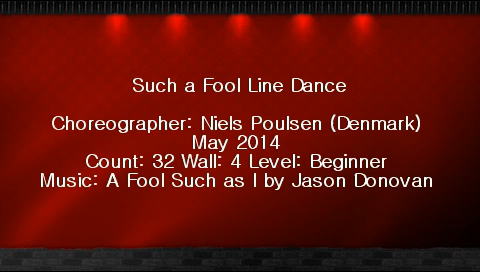 Such a Fool Line Dance
Choreographer: Niels Poulsen (Denmark)
May 2014
Count: 32 Wall: 4 Level: Beginner
Music: A Fool Such as I by Jason Donovan